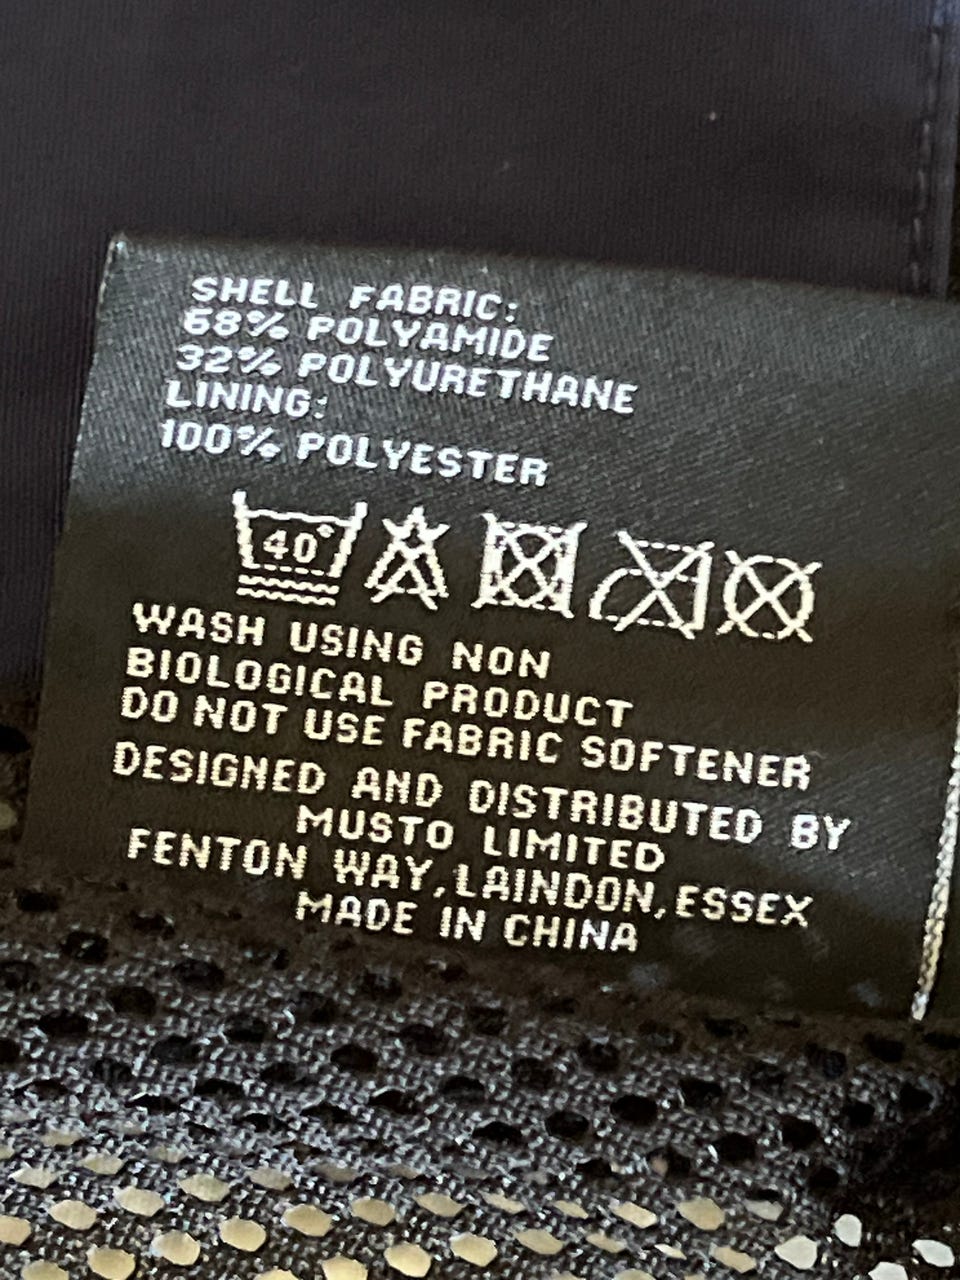 SHELL FABRIC:
68% POLYAMIDE
32% POLYURETHANE
LINING:
100% POLYESTER
40°
WASH USING NON
BIOLOGICAL PRODUCT
DO NOT USE FABRIC SOFTENER
DESIGNED AND DISTRIBUTED BY
MUSTO LIMITED
FENTON WAY,LAINDON,ESSEX
MADE IN CHINA